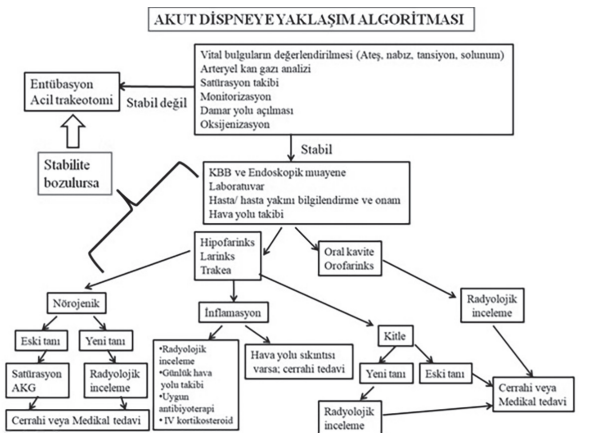 AKUT DİSPNEYE YAKLAŞIM ALGORİTMASI
Vital bulguların değerlendirilmesi (Ateş, nabız, tansiyon, solunum)
Arteryel kan gazı analizi
Satürasyon takibi
Monitorizasyon
Damar yolu açılması
Oksijenizasyon
Stabil değil
Entübasyon
Acil trakeotomi
Stabilite
bozulursa
Stabil
KBB ve Endoskopik muayene
Laboratuvar
Hasta/ hasta yakını bilgilendirme ve onam
Hava yolu takibi
Hipofarinks
Larinks
Trakea
Oral kavite
Orofarinks
Radyolojik
inceleme
Nörojenik
Eski tanı
Yeni tanı
Satürasyon
AKG
Radyolojik
inceleme
Cerrahi veya Medikal tedavi
İnflamasyon
•Radyolojik
inceleme
•Günlük hava
yolu takibi
•Uygun
antibiyoterapi
• IV kortikosteroid
Hava yolu sıkıntısı
varsa; cerrahi tedavi
Kitle
Yeni tanı
Eski tanı
Radyolojik
inceleme
Cerrahi veya
Medikal tedavi